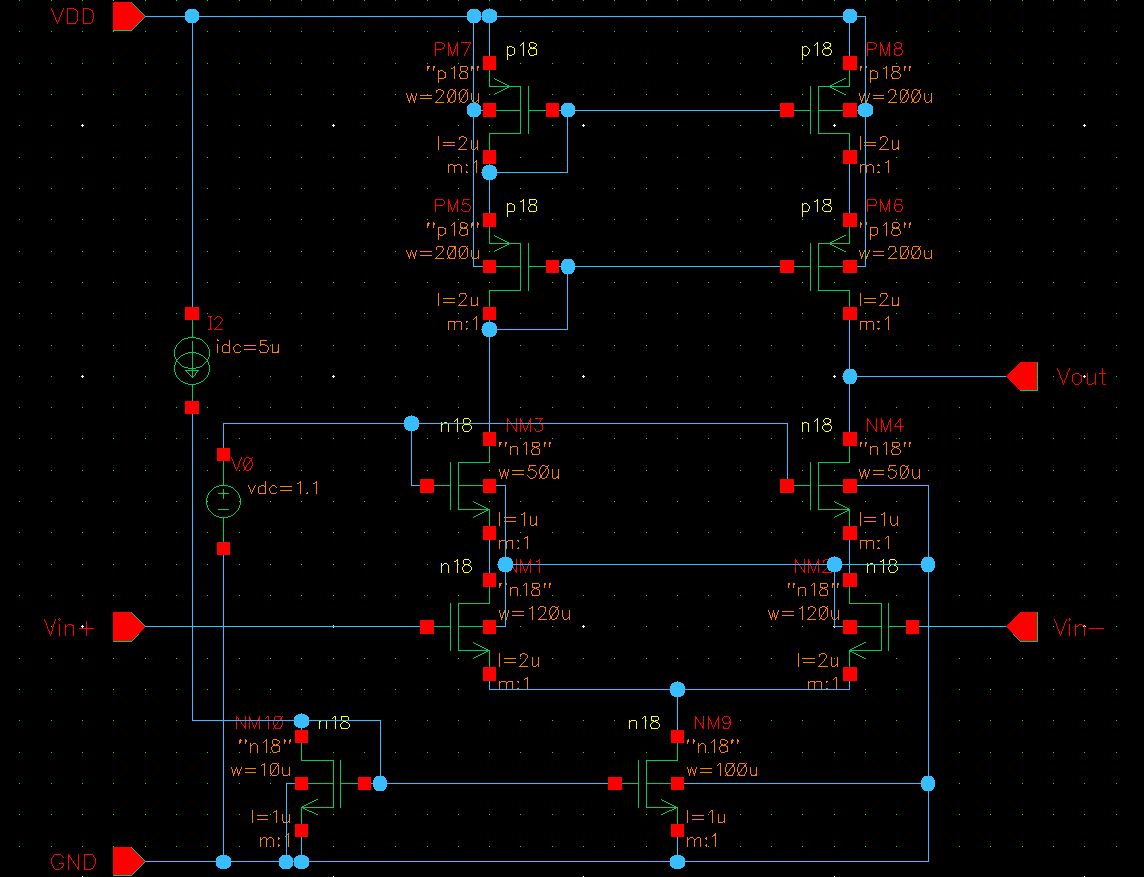 VDD
PM7
p18
"p18"
w=200u
l=2u
m:1
p18
PM8
"p18"
w=200u
l=2u
m:1
PM5
p18
"p18"
w=200u
l=2u
m:1
p18
PM6
"p18"
w=200u
l=2u
m:1
I2
idc=5u
Vout
V0
vdc=1.1
n18
NM3
"n18"
w=50u
l=1u
m:1
n18
NM4
"n18"
w=50u
l=1u
m:1
n18
NM1
"n18"
w=120u
l=2u
m:1
NM2
n18
"n18"
w=120u
l=2u
m:1
Vin+
Vin-
NM10
n18
"n18"
w=10u
l=1u
m:1
n18
NM9
"n18"
w=100u
l=1u
m:1
GND